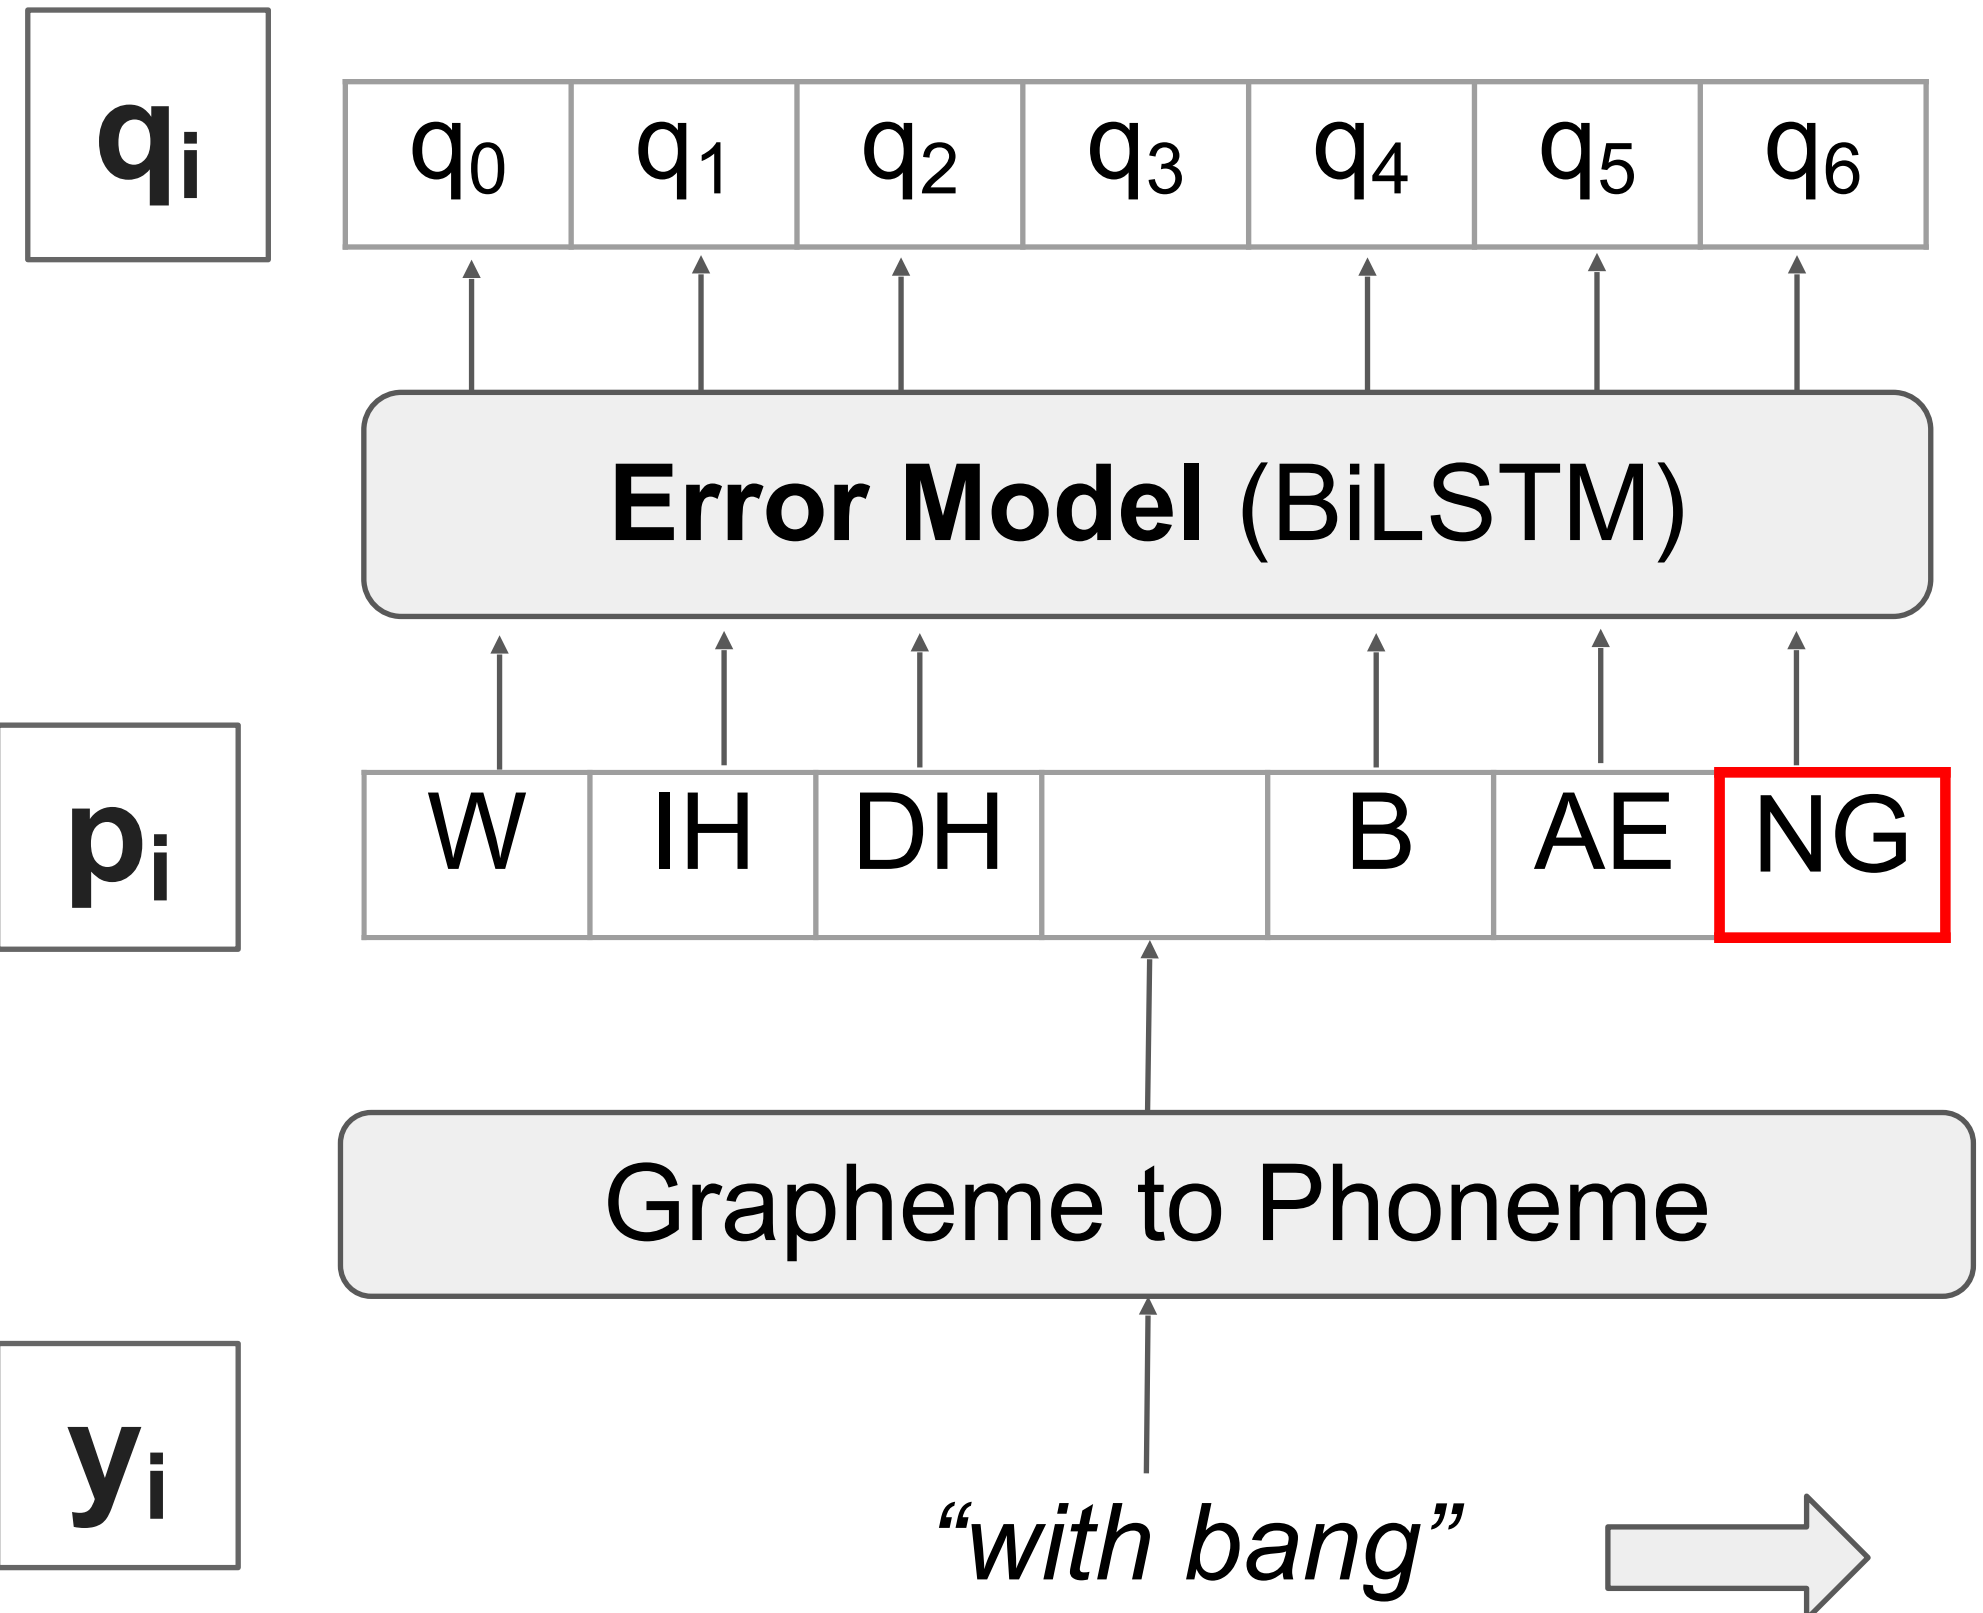 qi
q0 q1 q2 q3 q4 q5 q6
Error Model (BiLSTM)
pi
W IH DH B AE NG
Grapheme to Phoneme
yi
“with bang”